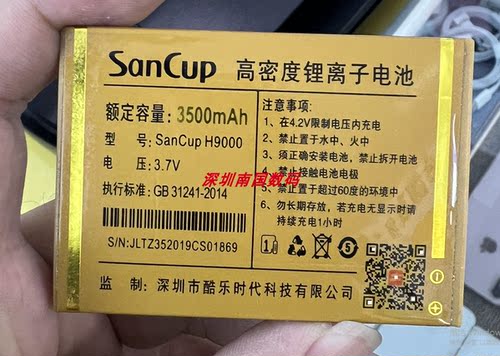 SanCup 高密度锂离子电池
额定容量: 3500mAh
型 号: SanCup H9000
电 压: 3.7V
执行标准: GB 31241-2014
S/N:JLTZ352019CS01869
注意事项:
1、在4.2V限制电压内充电
2、禁止置于水中、火中
3、须正确安装电池，禁止拆开电池
4、禁止接触电池电极
5、禁止置于超过60度的环境中
6、勿长期存放，若充电无显示时请
持续充电1小时
深圳南国数码
5
监 制: 深圳市酷乐时代科技有限公司